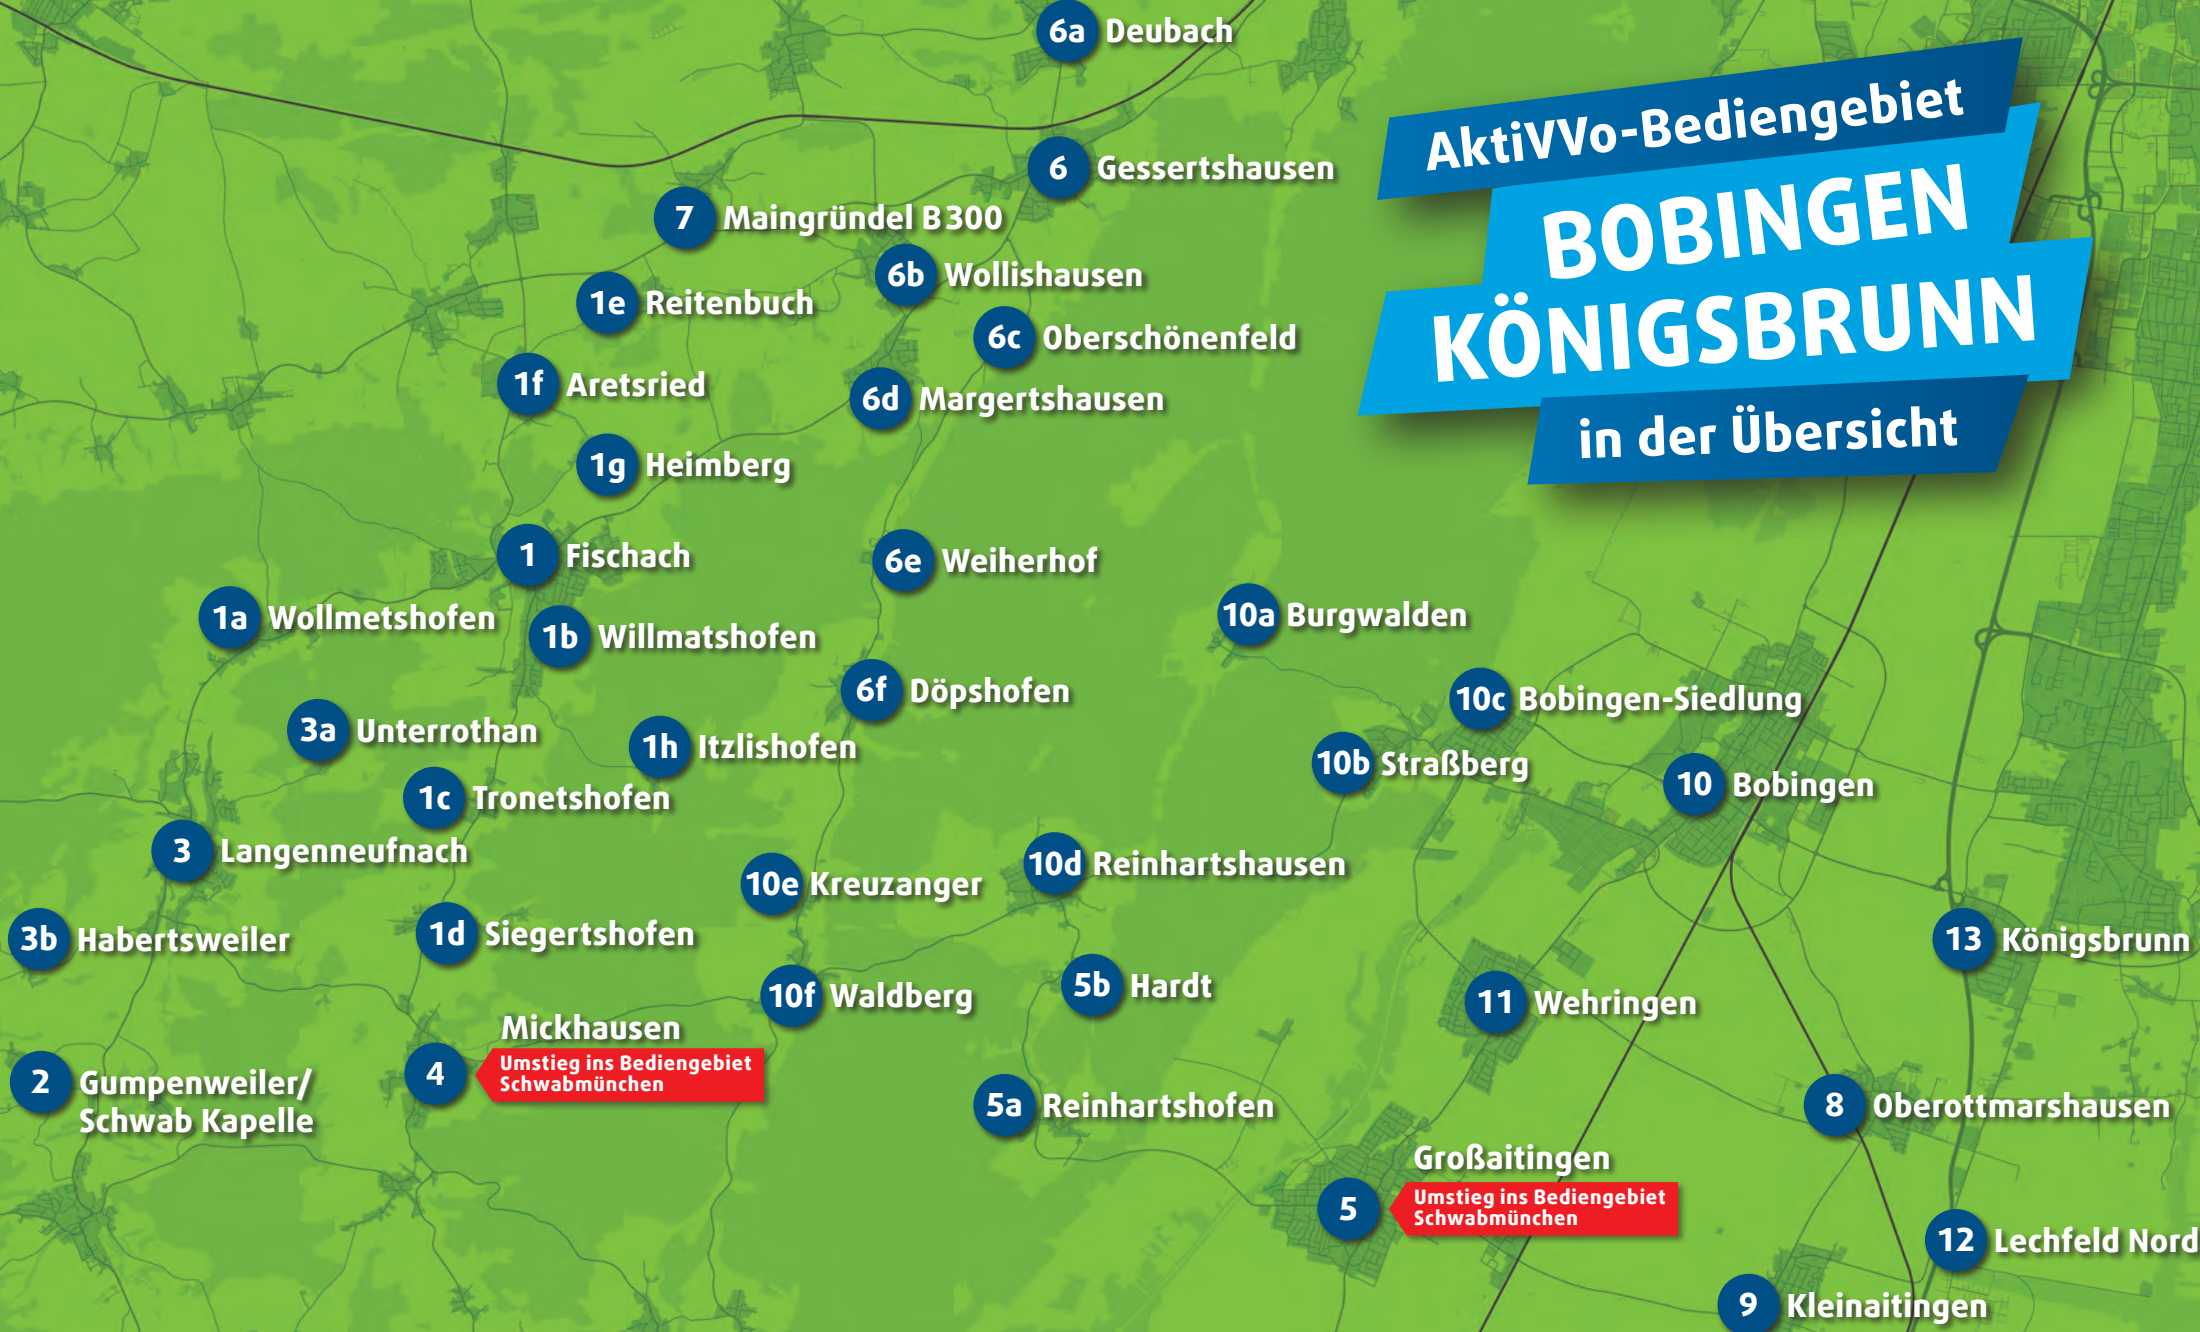 6a Deubach
AktiVVo-Bediengebiet
BOBINGEN
KÖNIGSBRUNN
in der Übersicht
6 Gessertshausen
7 Maingründel B300
6b Wollishausen
1e Reitenbuch
6c Oberschönenfeld
1f Aretsried
6d Margertshausen
1g Heimberg
1 Fischach
6e Weiherhof
1a Wollmetshofen
1b Willmatshofen
10a Burgwalden
6f Döpshofen
10c Bobingen-Siedlung
3a Unterrothan
1h Itzlishofen
10b Straßberg
10 Bobingen
1c Tronetshofen
3 Langenneufnach
10d Reinhartshausen
10e Kreuzanger
3b Habertsweiler
1d Siegertshofen
13 Königsbrunn
5b Hardt
10f Waldberg
11 Wehringen
Mickhausen
4 Umstieg ins Bediengebiet
Schwabmünchen
2 Gumpenweiler/
Schwab Kapelle
5a Reinhartshofen
8 Oberottmarshausen
Großaitingen
5 Umstieg ins Bediengebiet
Schwabmünchen
12 Lechfeld Nord
9 Kleinaitingen